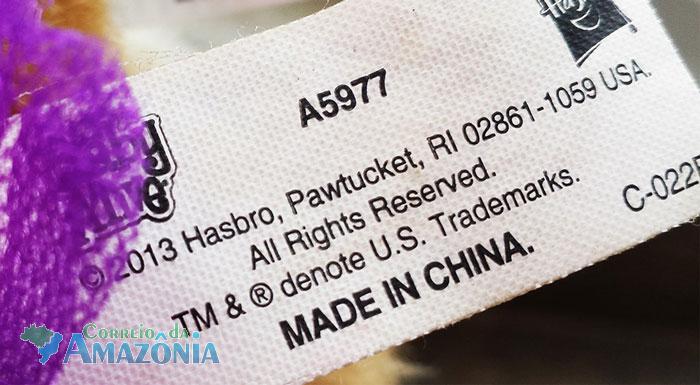 A5977
© 2013 Hasbro, Pawtucket, RI 02861-1059 USA.
All Rights Reserved.
TM & ® denote U.S. Trademarks.
MADE IN CHINA.
CORREIO DA
AMAZÔNIA